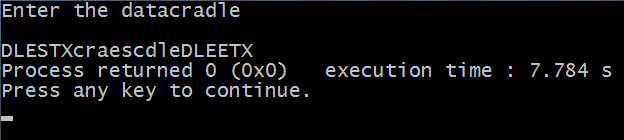 Enter the datacradle
DLESTXcraescdleDLEETX
Process returned 0 (0x0)   execution time : 7.784 s
Press any key to continue.